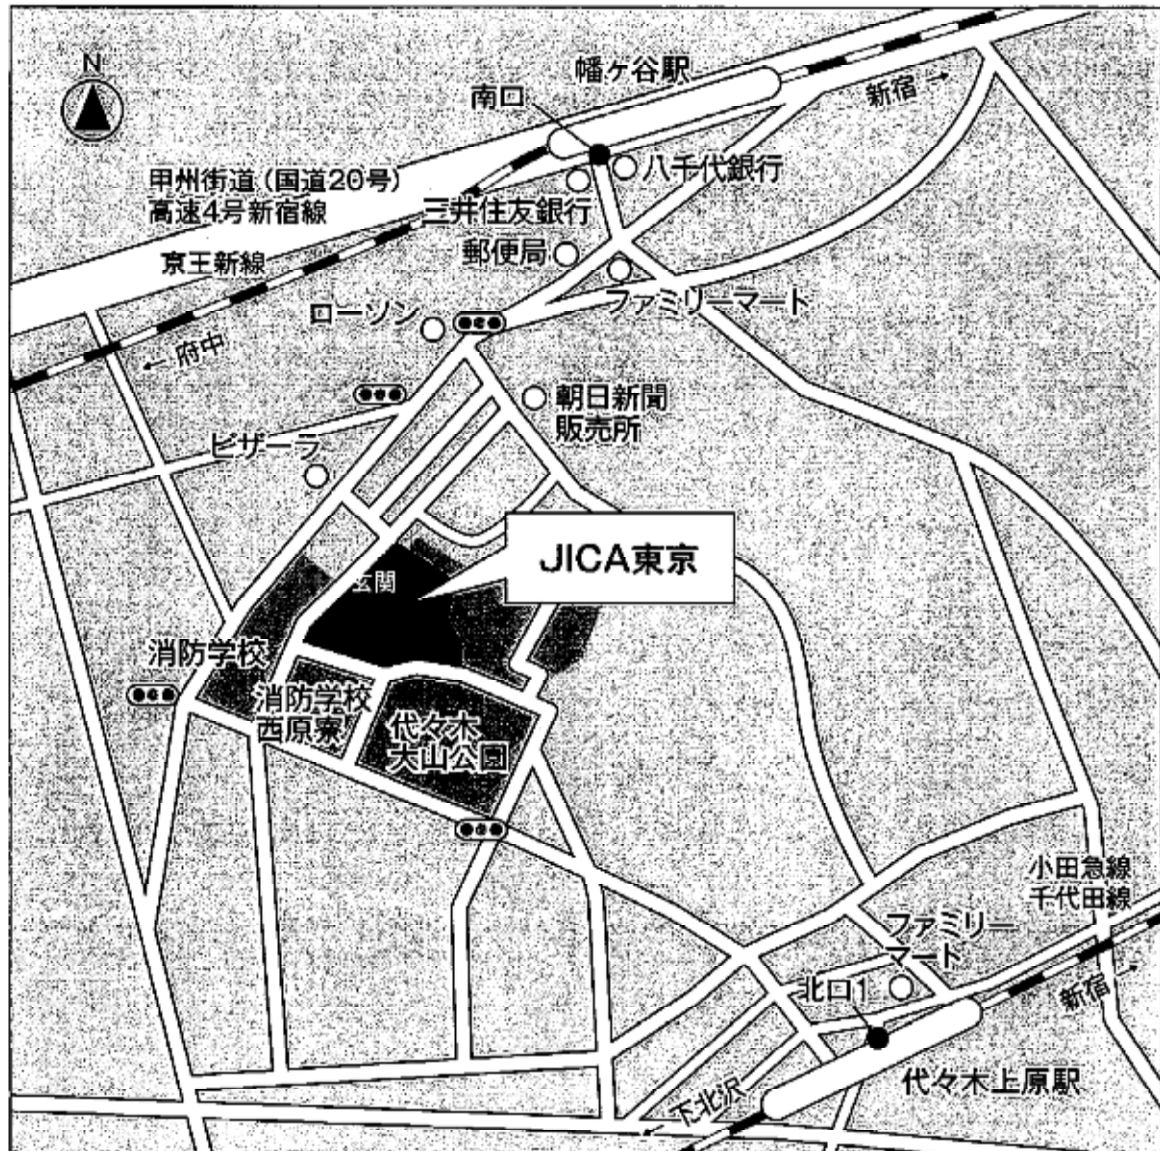 N
幡ヶ谷駅
南口
新宿→
甲州街道(国道20号)
高速4号新宿線
八千代銀行
三井住友銀行
郵便局
京王新線
ファミリーマート
ローソン
←府中
朝日新聞
販売所
ピザーラ
JICA東京
玄関
消防学校
消防学校
西原寮
代々木
大山公園
小田急線
千代田線
ファミリー
マート
北口1
新宿→
代々木上原駅
←下北沢